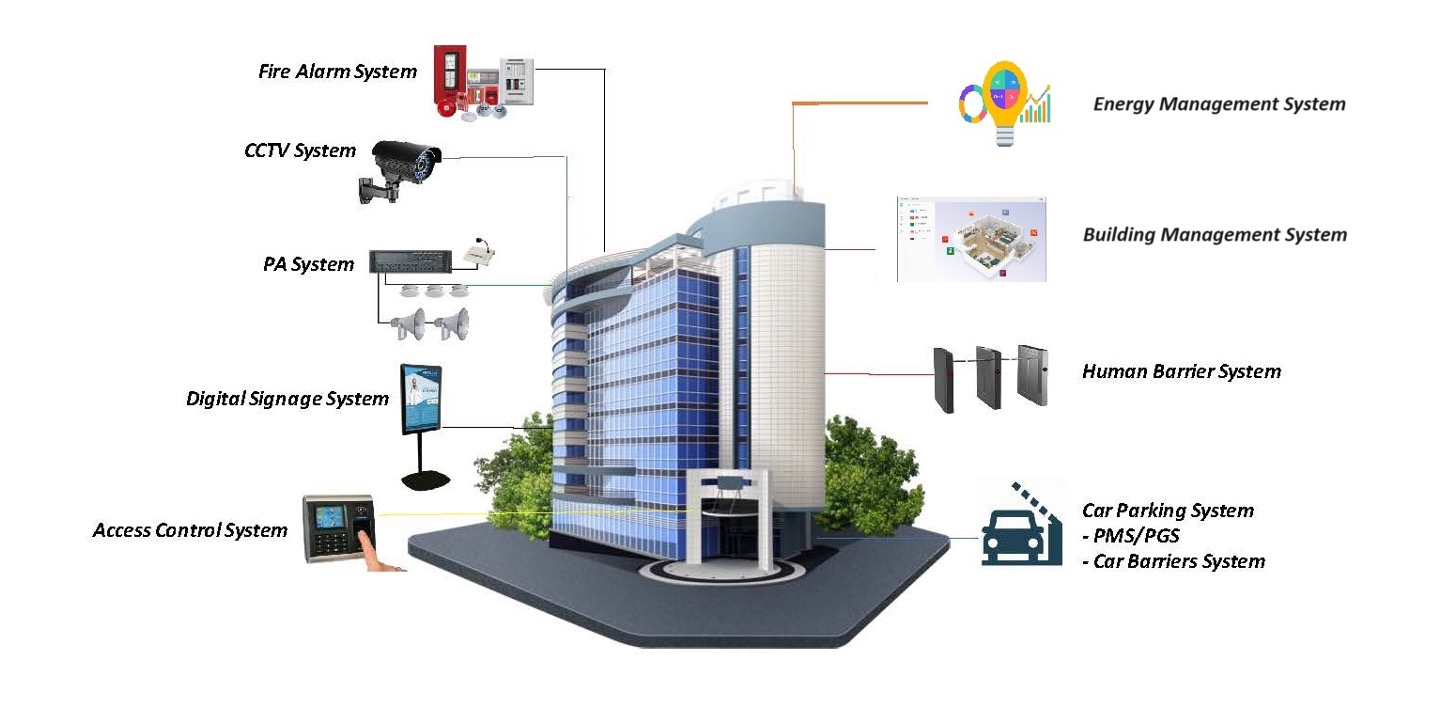 Fire Alarm System
CCTV System
PA System
Digital Signage System
Access Control System
Energy Management System
Building Management System
Human Barrier System
Car Parking System
- PMS/PGS
- Car Barriers System